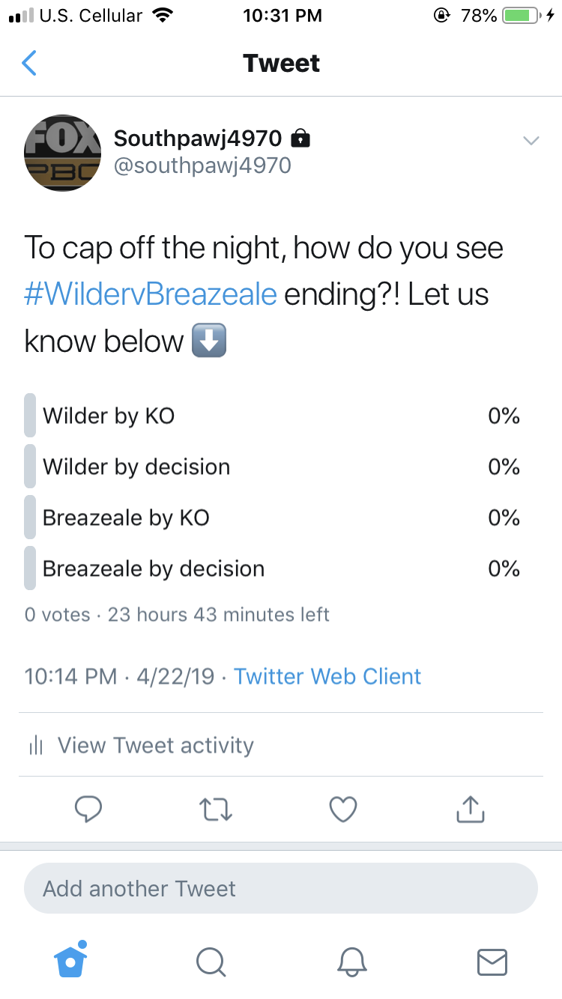 U.S. Cellular 10:31 PM 78%
Tweet
FOX
PBC
Southpawj4970
@southpawj4970
To cap off the night, how do you see
#WildervBreazeale ending?! Let us
know below ⬇️
Wilder by KO 0%
Wilder by decision 0%
Breazeale by KO 0%
Breazeale by decision 0%
0 votes · 23 hours 43 minutes left
10:14 PM · 4/22/19 · Twitter Web Client
View Tweet activity
Add another Tweet